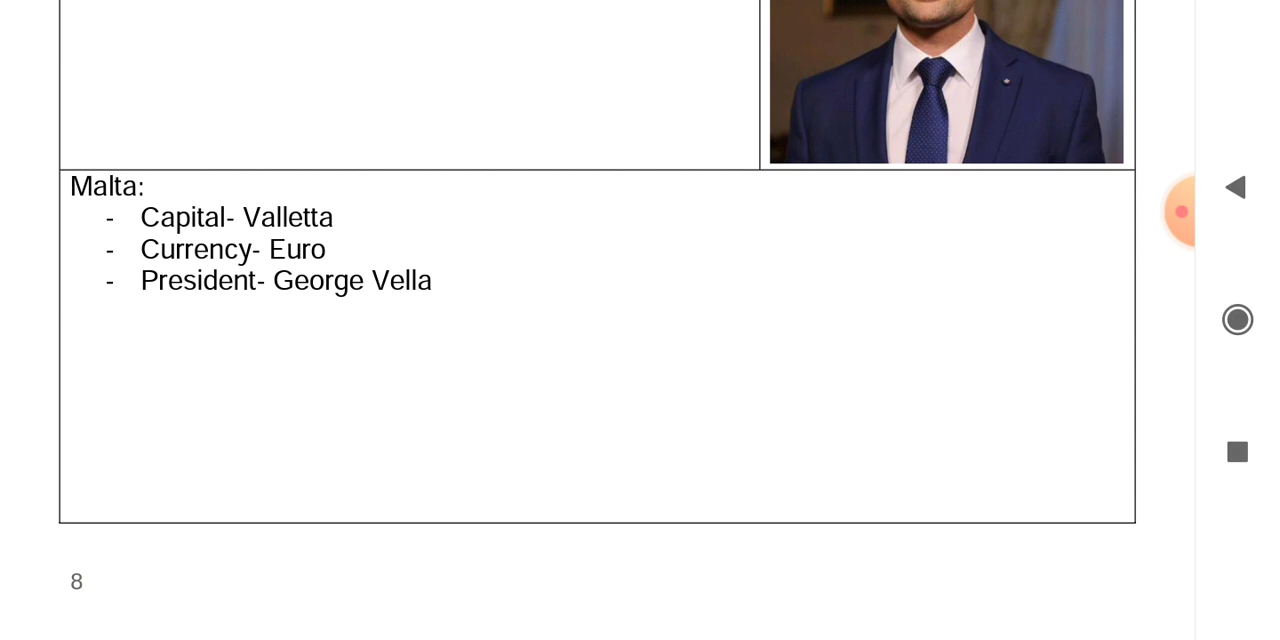 Malta:
- Capital- Valletta
- Currency- Euro
- President- George Vella
8